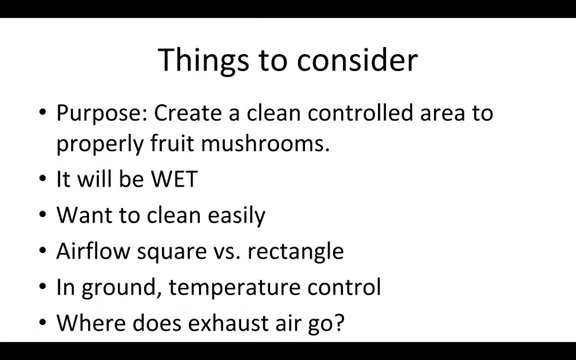 Things to consider
• Purpose: Create a clean controlled area to
properly fruit mushrooms.
• It will be WET
• Want to clean easily
• Airflow square vs. rectangle
• In ground, temperature control
• Where does exhaust air go?